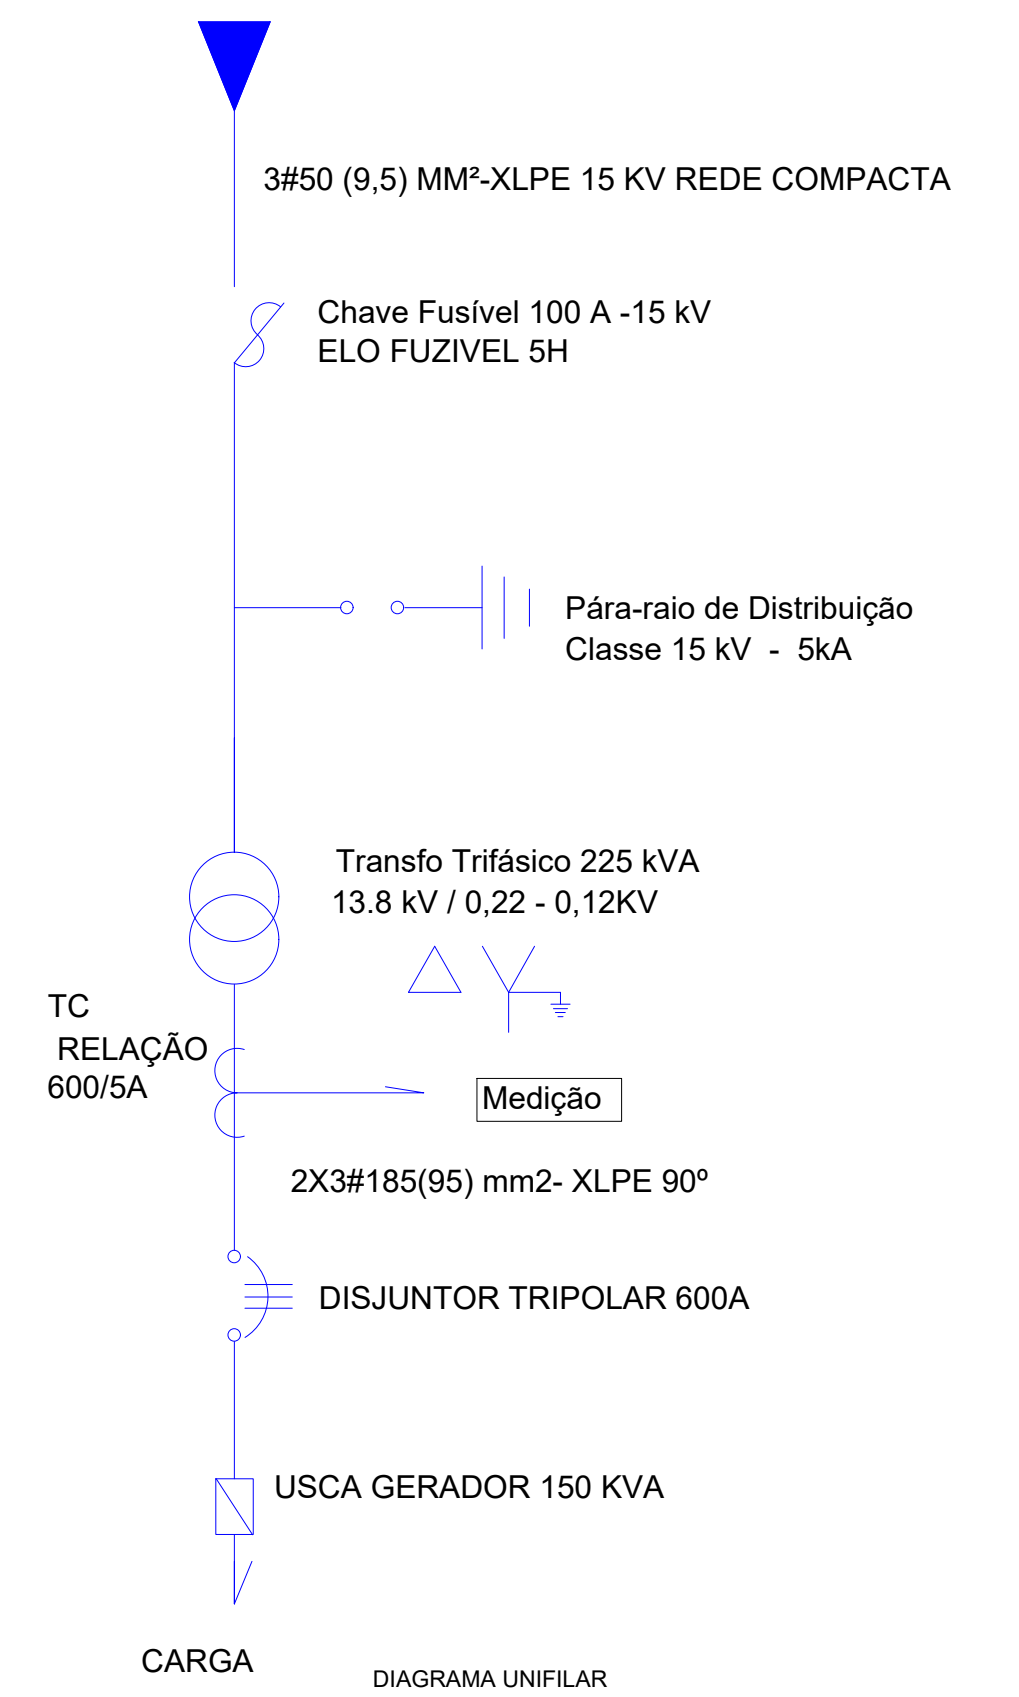 3#50 (9,5) MM²-XLPE 15 KV REDE COMPACTA
Chave Fusível 100 A -15 kV
ELO FUZIVEL 5H
Pára-raio de Distribuição
Classe 15 kV - 5kA
Transfo Trifásico 225 kVA
13.8 kV / 0,22 - 0,12KV
TC
RELAÇÃO
600/5A
Medição
2X3#185(95) mm2- XLPE 90º
DISJUNTOR TRIPOLAR 600A
USCA GERADOR 150 KVA
CARGA
DIAGRAMA UNIFILAR